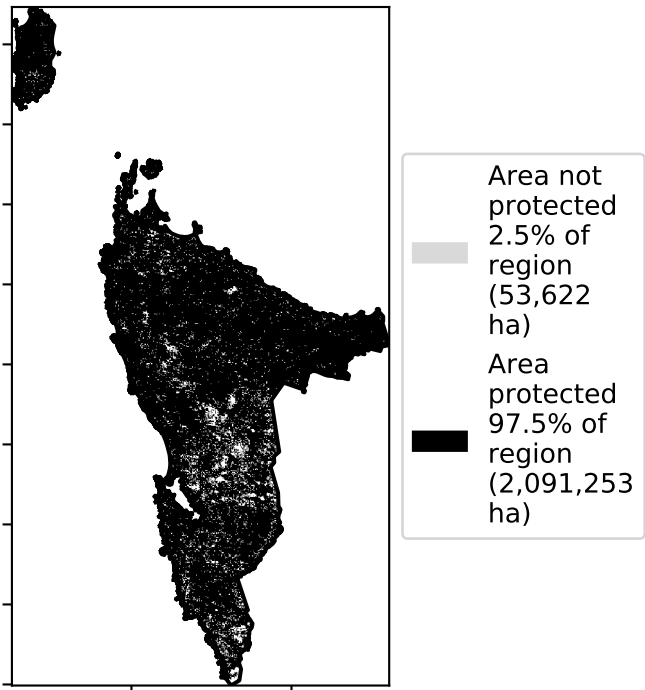 Area not
protected
2.5% of
region
(53,622
ha)
Area
protected
97.5% of
region
(2,091,253
ha)